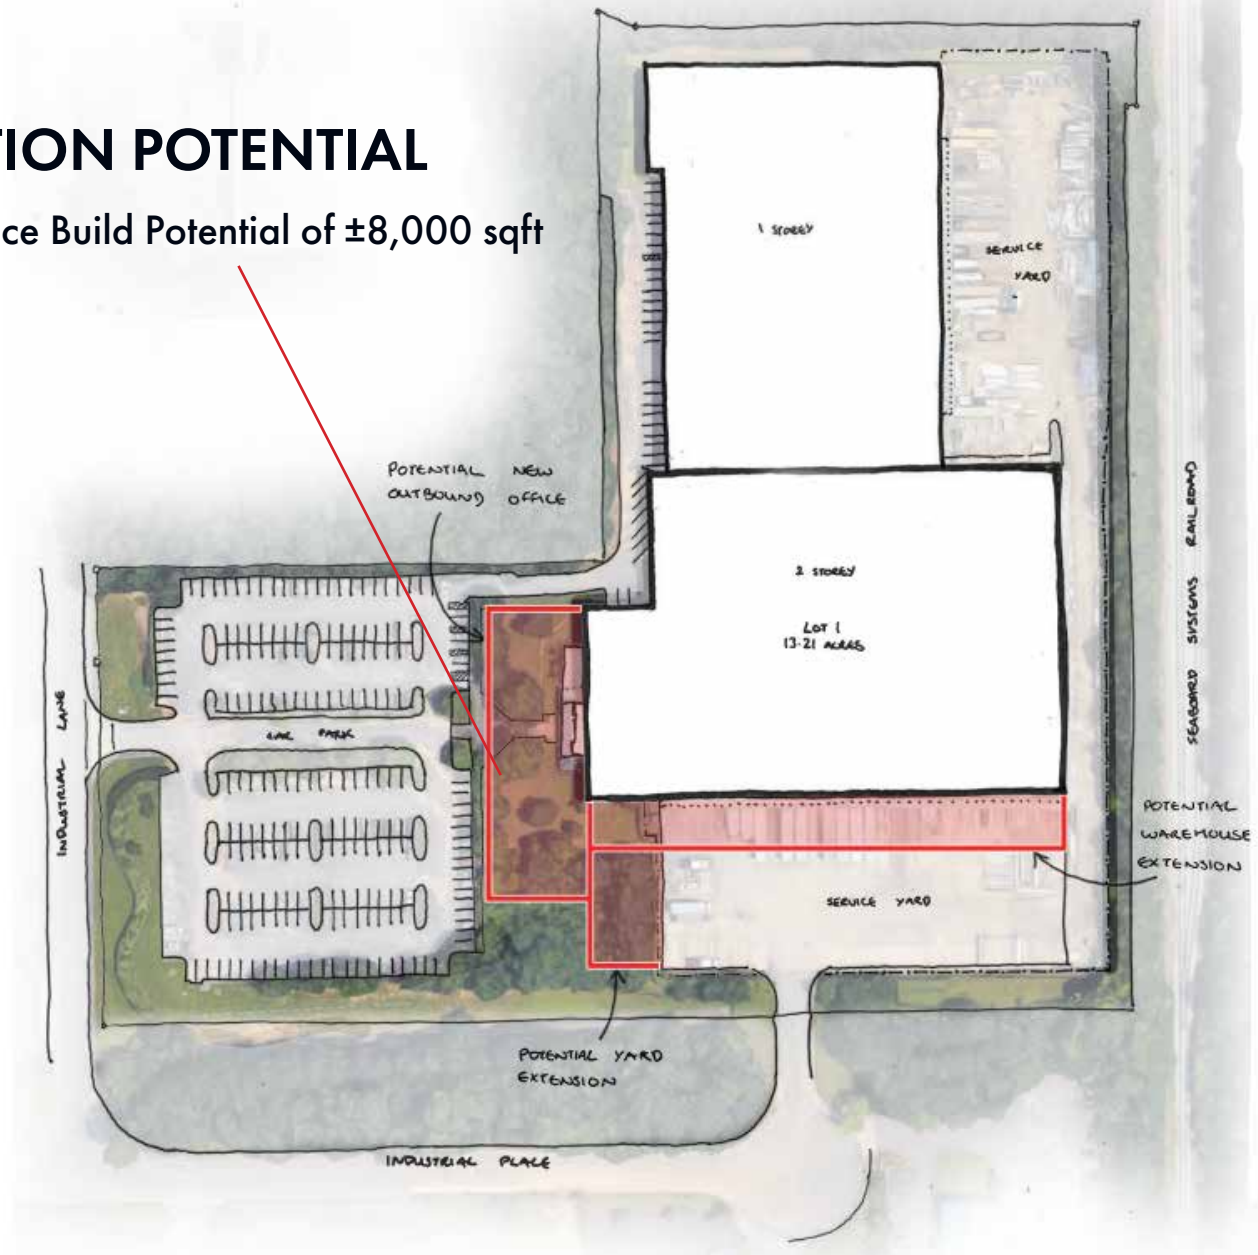 TION POTENTIAL
ce Build Potential of ±8,000 sqft
1 STOREY
SERVICE
YARD
POTENTIAL NEW
OUTBOUND OFFICE
2 STOREY
LOT 1
13.21 ACRES
SEABOARD SYSTEMS RAILROAD
INDUSTRIAL LANE
CAR PARK
POTENTIAL
WAREHOUSE
EXTENSION
SERVICE YARD
POTENTIAL YARD
EXTENSION
INDUSTRIAL PLACE